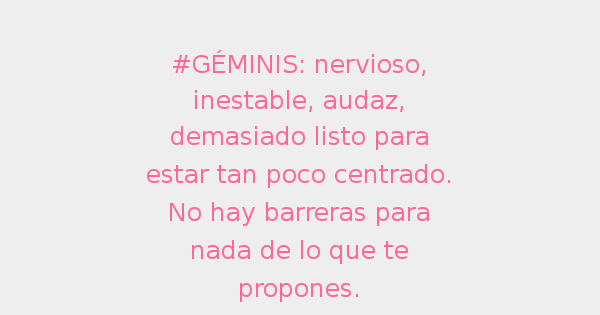 #GÉMINIS: nervioso,
inestable, audaz,
demasiado listo para
estar tan poco centrado.
No hay barreras para
nada de lo que te
propones.